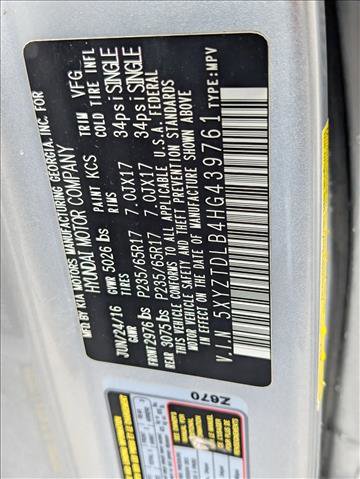 MFD BY KIA MOTORS MANUFACTURING GEORGIA, INC. FOR
HYUNDAI MOTOR COMPANY
JUN/24/16 GVWR 5026 lbs PAINT KCS TRIM VFG
TIRES RIMS COLD TIRE INFL
FRONT 2976 lbs P235/65R17 7.0JX17 34psi SINGLE
REAR 3075 lbs P235/65R17 7.0JX17 34psi SINGLE
THIS VEHICLE CONFORMS TO ALL APPLICABLE U.S.A. FEDERAL
MOTOR VEHICLE SAFETY, BUMPER, AND THEFT PREVENTION STANDARDS
IN EFFECT ON THE DATE OF MANUFACTURE SHOWN ABOVE.
V.I.N: 5XYZTDLB4HG439761 TYPE: MPV
Z670